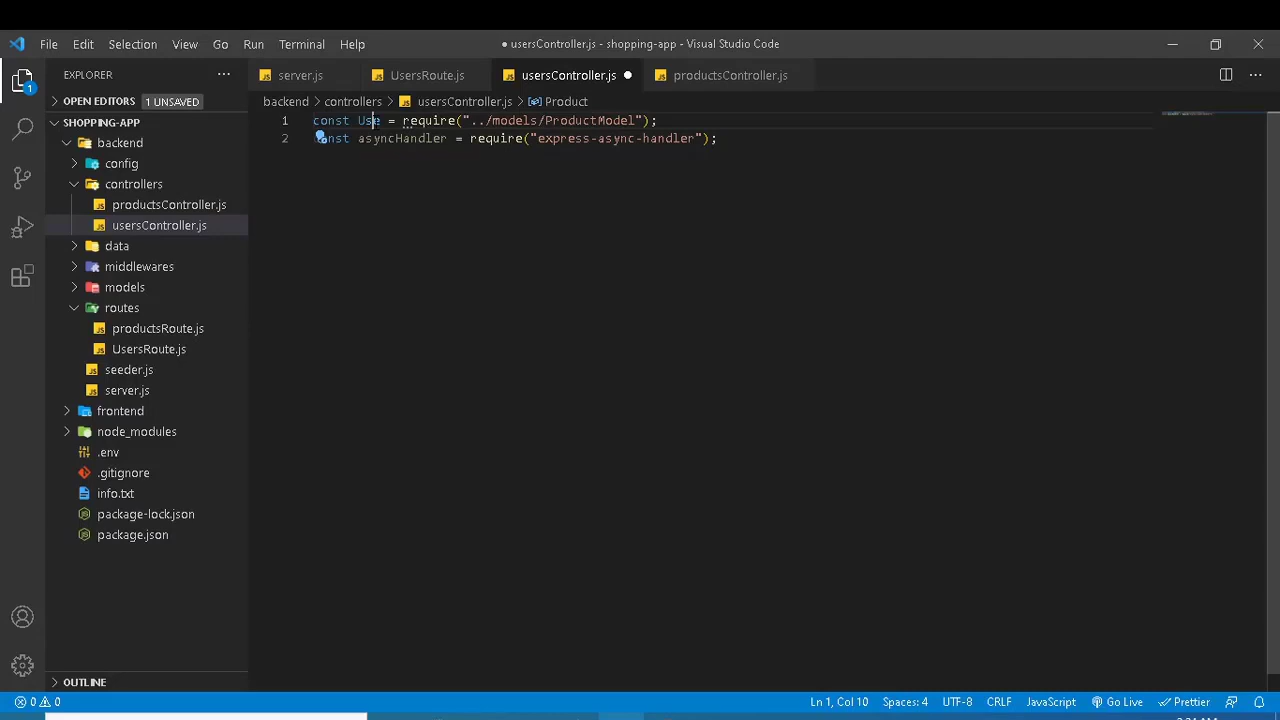 File Edit Selection View Go Run Terminal Help
● usersController.js - shopping-app - Visual Studio Code
EXPLORER
OPEN EDITORS 1 UNSAVED
SHOPPING-APP
backend
config
controllers
productsController.js
usersController.js
data
middlewares
models
routes
productsRoute.js
UsersRoute.js
seeder.js
server.js
frontend
node_modules
.env
.gitignore
info.txt
package-lock.json
package.json
OUTLINE
server.js UsersRoute.js usersController.js productsController.js
backend > controllers > usersController.js > Product
1 const Use = require("../models/ProductModel");
2 const asyncHandler = require("express-async-handler");
1
0 0 Ln 1, Col 10 Spaces: 4 UTF-8 CRLF JavaScript Go Live Prettier